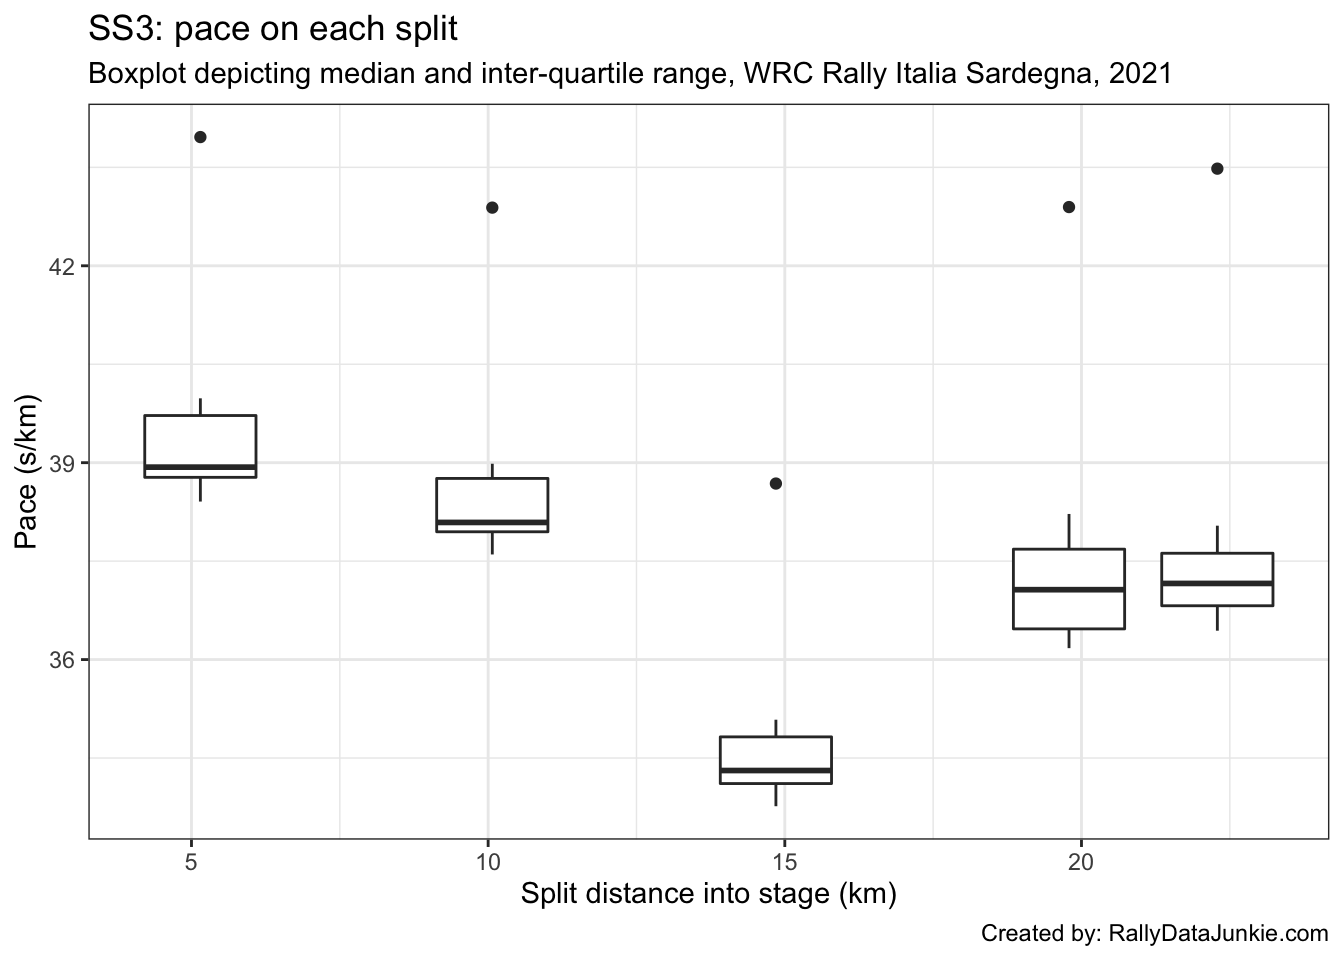 SS3: pace on each split
Boxplot depicting median and inter-quartile range, WRC Rally Italia Sardegna, 2021
Pace (s/km)
42
39
36
5 10 15 20
Split distance into stage (km)
Created by: RallyDataJunkie.com